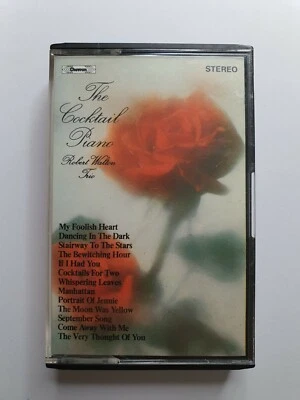 Chevron
STEREO
The
Cocktail
Piano
Robert Walton
Trio
My Foolish Heart
Dancing In The Dark
Stairway To The Stars
The Bewitching Hour
If I Had You
Cocktails For Two
Whispering Leaves
Manhattan
Portrait Of Jennie
The Moon Was Yellow
September Song
Come Away With Me
The Very Thought Of You